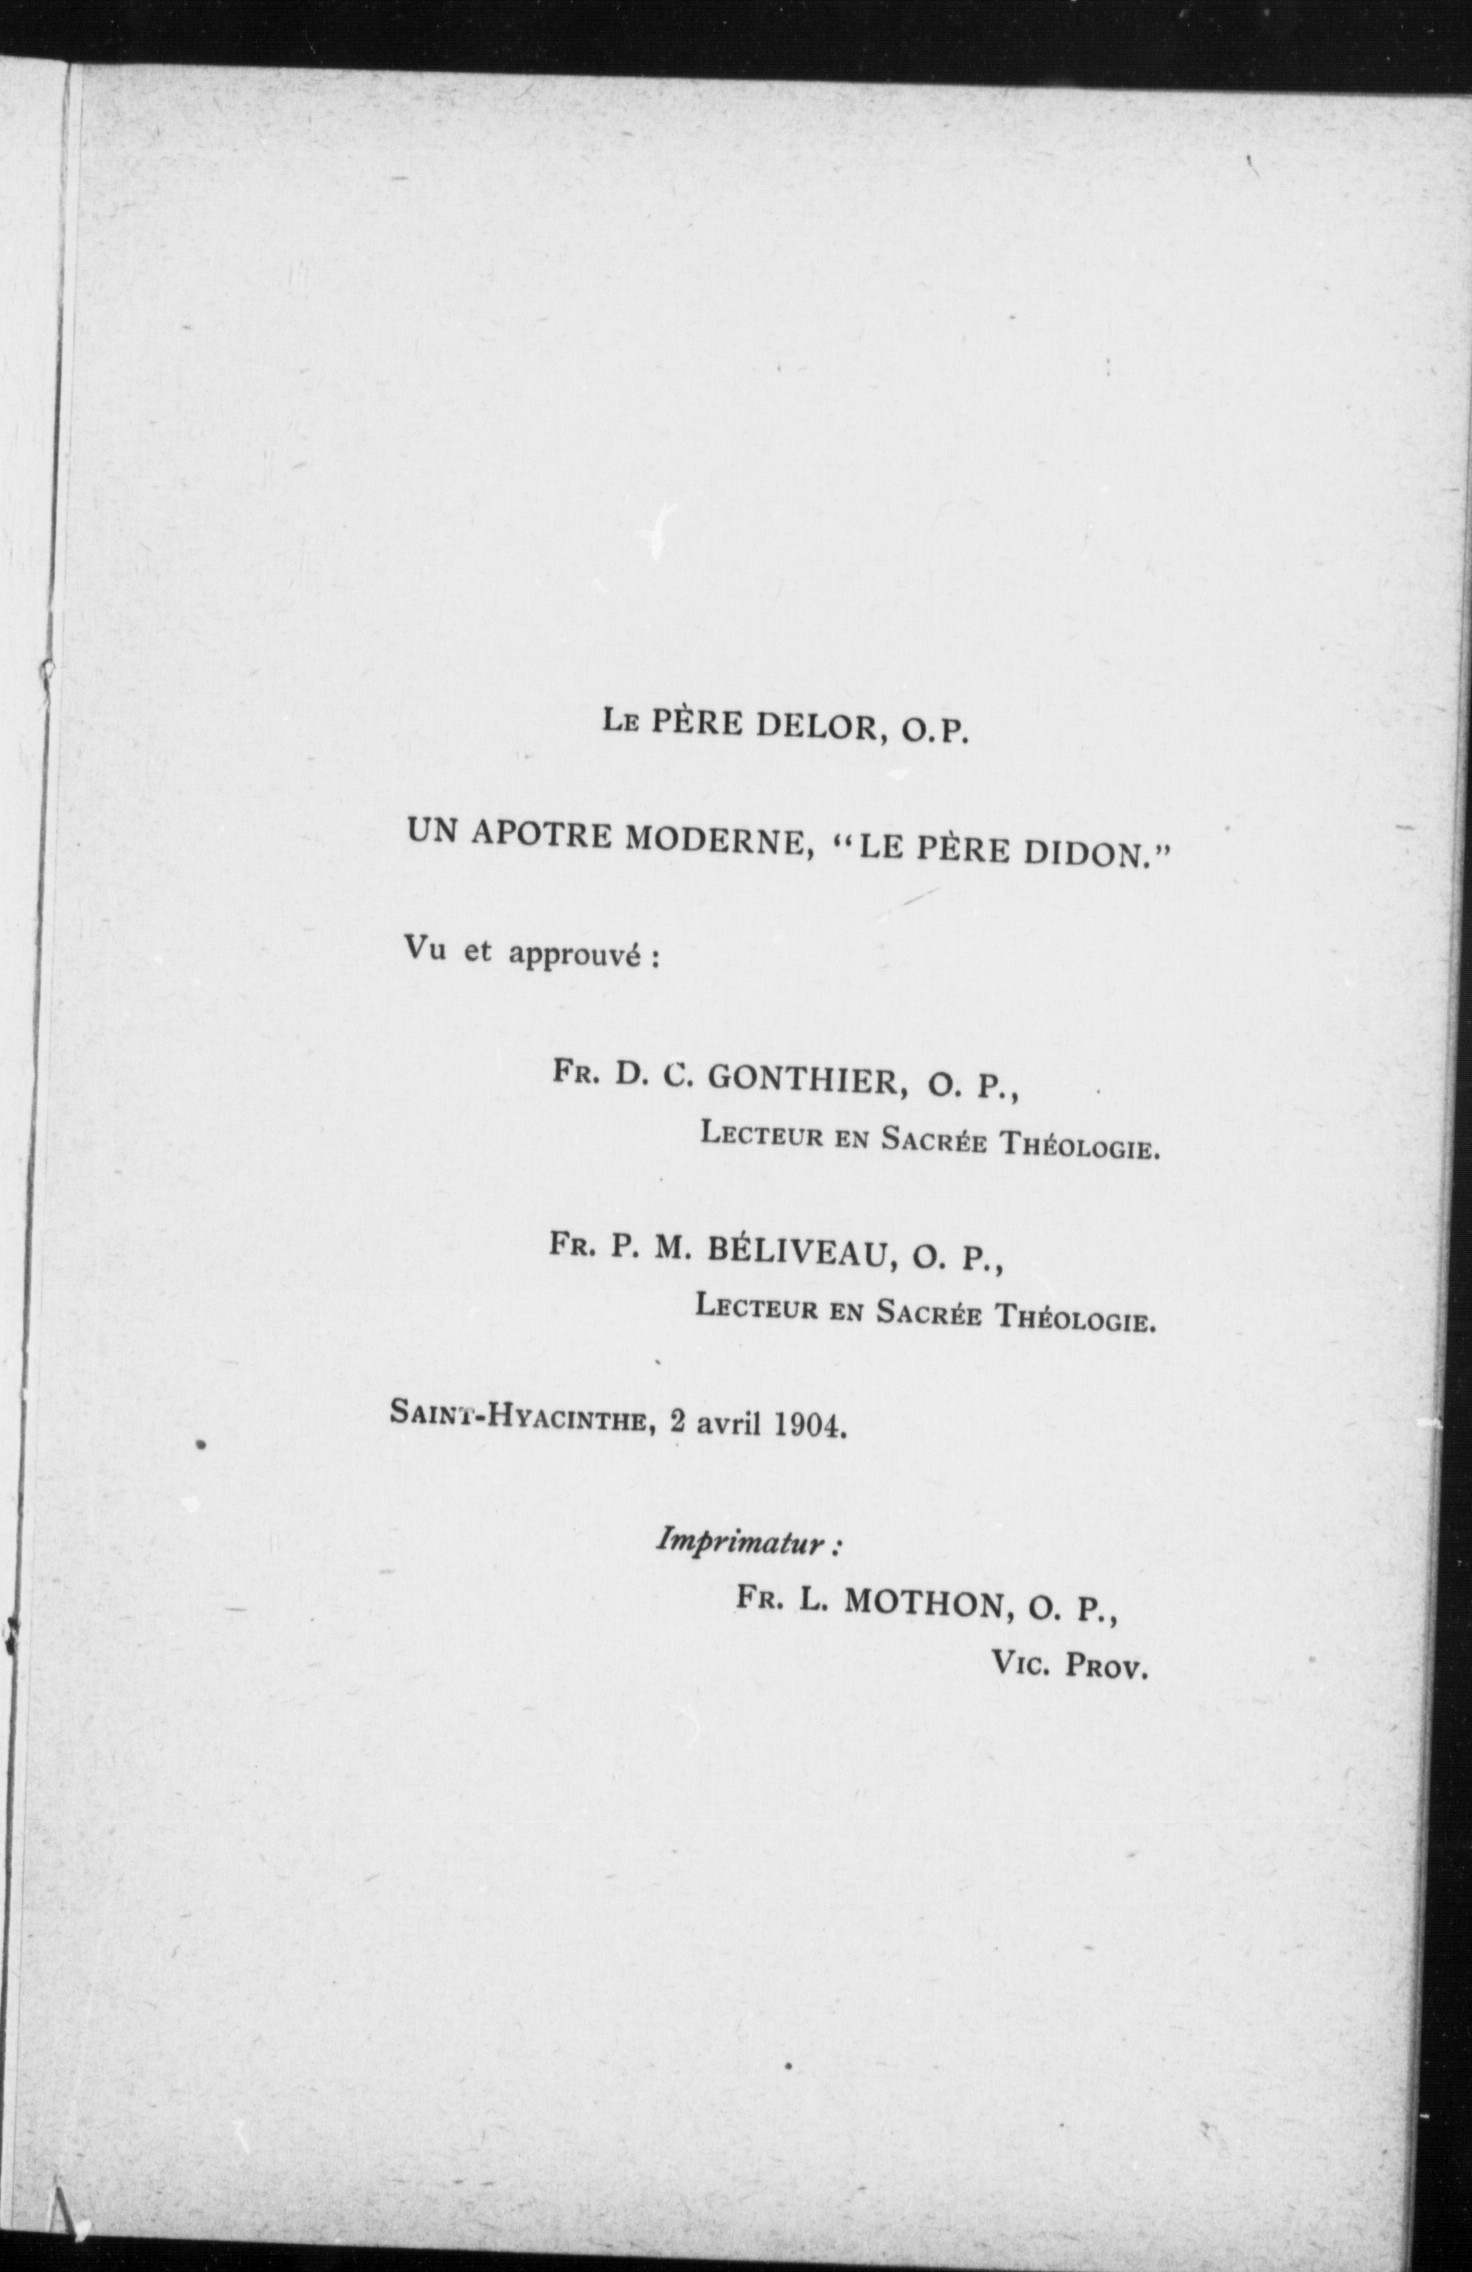 LE PÈRE DELOR, O.P.
UN APOTRE MODERNE, “LE PÈRE DIDON.”
Vu et approuvé :
FR. D. C. GONTHIER, O. P.,
LECTEUR EN SACRÉE THÉOLOGIE.
FR. P. M. BÉLIVEAU, O. P.,
LECTEUR EN SACRÉE THÉOLOGIE.
SAINT-HYACINTHE, 2 avril 1904.
Imprimatur :
FR. L. MOTHON, O. P.,
VIC. PROV.